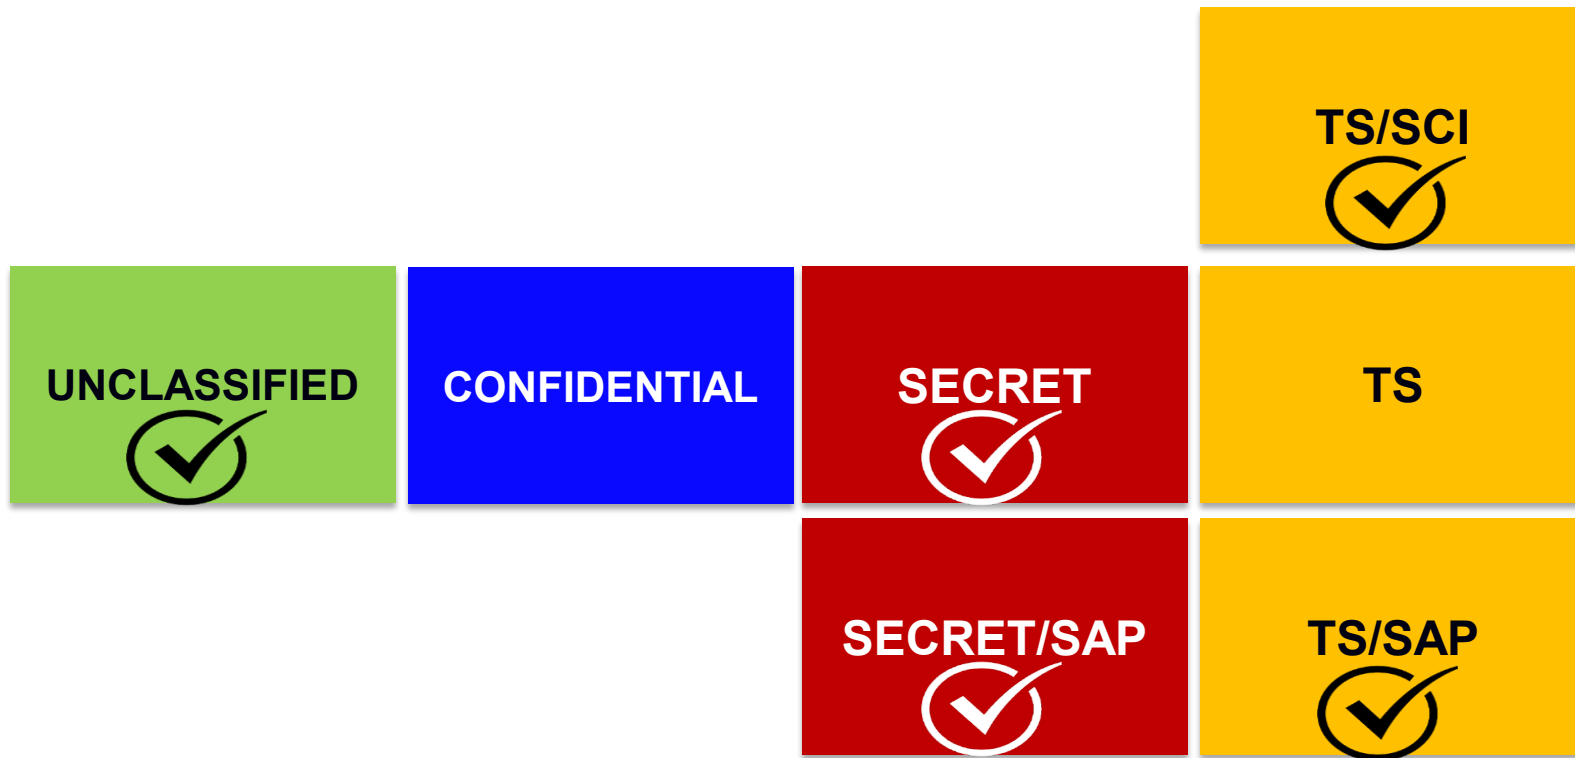 TS/SCI
UNCLASSIFIED
CONFIDENTIAL
SECRET
TS
SECRET/SAP
TS/SAP